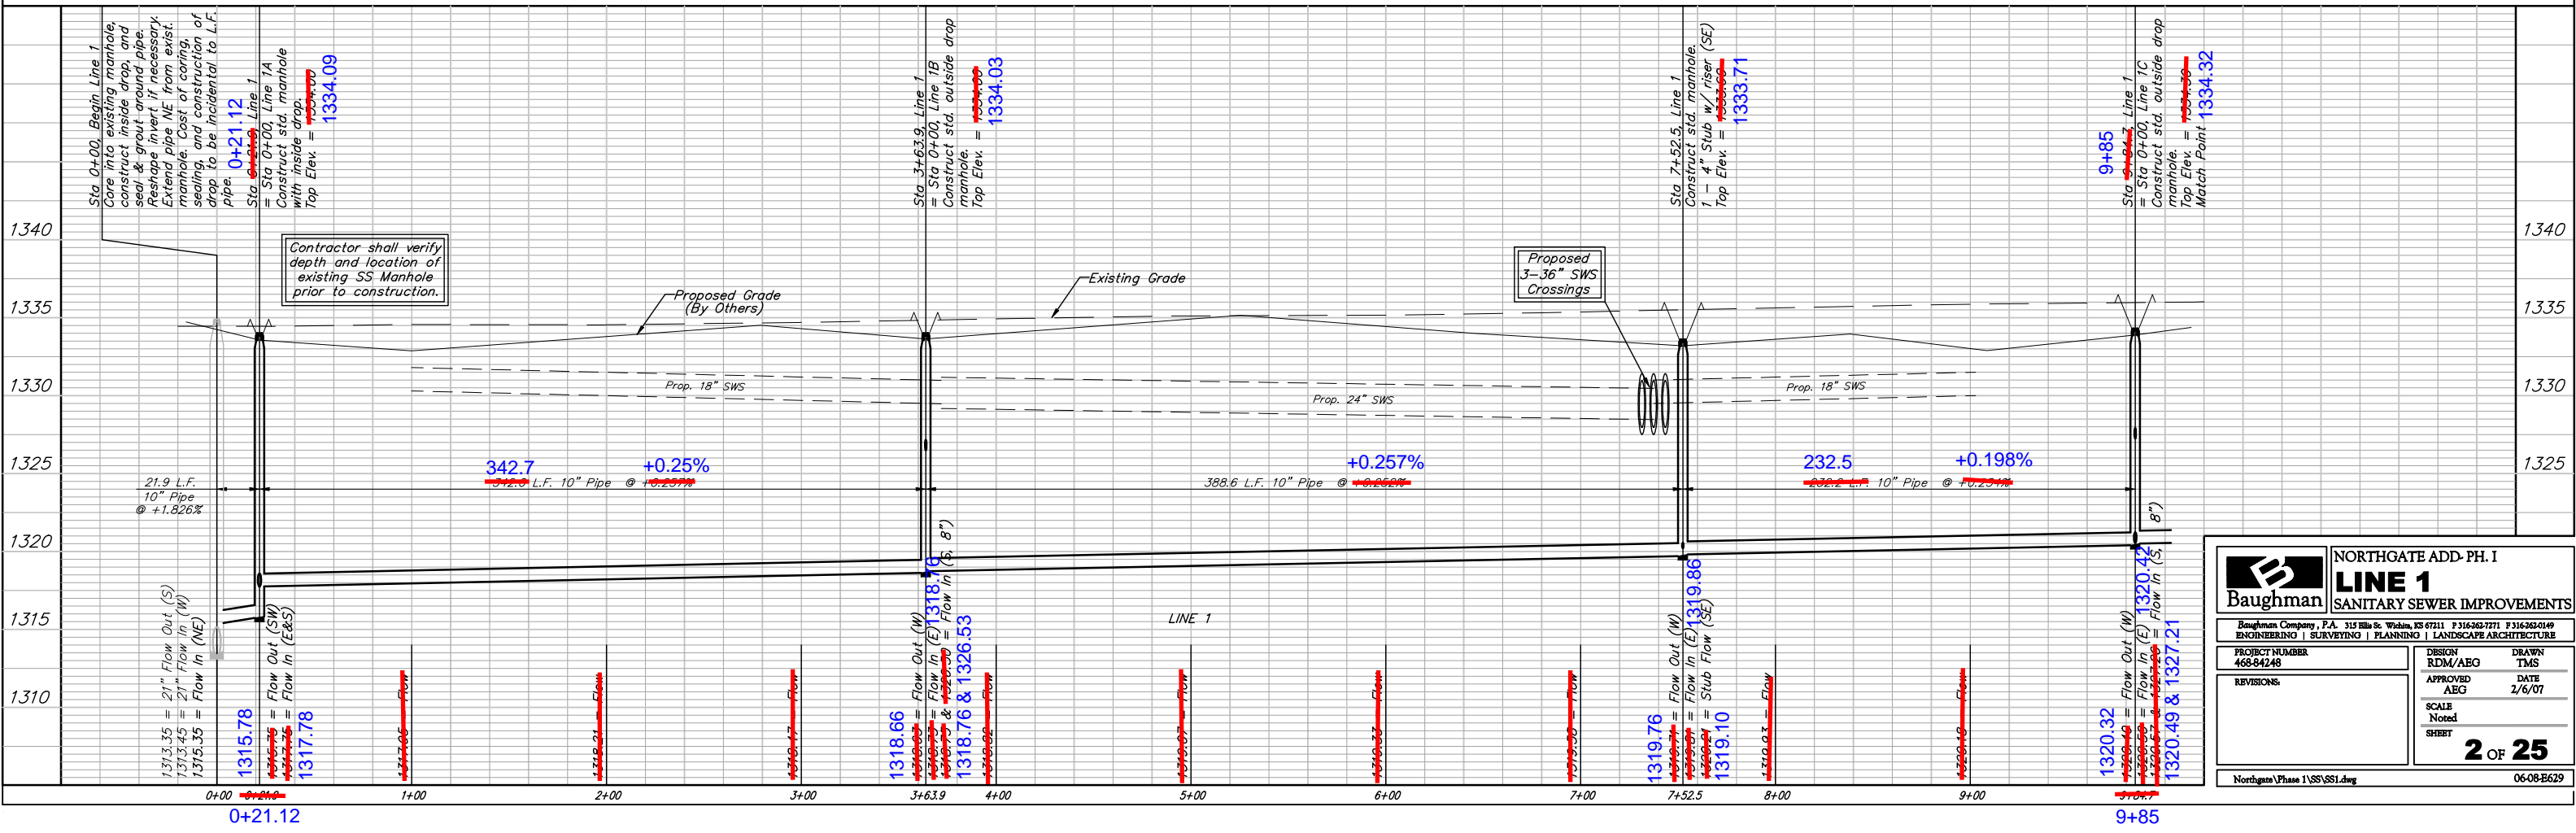 Sta 0+00, Begin Line 1
Core into existing manhole,
construct inside drop, and
seal & grout around pipe.
Reshape invert if necessary.
Extend pipe NE from exist.
manhole. Cost of coring,
sealing, and construction of
drop to be incidental to L.F.
pipe.
0+21.12
Sta Line 1
= Sta 0+00, Line 1A
Construct std. manhole
with inside drop.
Top Elev. =
1334.09
Sta 3+63.9, Line 1
= Sta 0+00, Line 1B
Construct std. outside drop
manhole.
Top Elev. =
1334.03
Sta 7+52.5, Line 1
Construct std. manhole.
1 - 4" Stub w/ riser (SE)
Top Elev. =
1333.71
9+85
Sta Line 1
= Sta 0+00, Line 1C
Construct std. outside drop
manhole.
Top Elev. =
Match Point
1334.32
1340
1335
1330
1325
1320
1315
1310
1340
1335
1330
1325
Contractor shall verify
depth and location of
existing SS Manhole
prior to construction.
Proposed Grade
(By Others)
Existing Grade
Proposed
3-36" SWS
Crossings
Prop. 18" SWS
Prop. 24" SWS
Prop. 18" SWS
21.9 L.F.
10" Pipe
@ +1.826%
342.7
+0.25%
L.F. 10" Pipe @
+0.257%
388.6 L.F. 10" Pipe @
232.5
+0.198%
10" Pipe @
LINE 1
1313.35 = 21" Flow Out (S)
1313.45 = 21" Flow In (W)
1315.35 = Flow In (NE)
1315.78
= Flow Out (SW)
= Flow In (E&S)
1317.78
1318.66
= Flow Out (W)
= Flow In (E)
1318.76
& = Flow In (S, 8")
1318.76 & 1326.53
1319.76
= Flow Out (W)
= Flow In (E)
1319.86
= Stub Flow (SE)
1319.10
1320.32
= Flow Out (W)
= Flow In (E)
1320.42
= Flow In (S, 8")
1320.49 & 1327.21
0+00
1+00
2+00
3+00
3+63.9
4+00
5+00
6+00
7+00
7+52.5
8+00
9+00
0+21.12
9+85
Baughman
NORTHGATE ADD- PH. I
LINE 1
SANITARY SEWER IMPROVEMENTS
Baughman Company, P.A. 315 Ellis St. Wichita, KS 67211 P 316-262-7271 F 316-262-0149
ENGINEERING | SURVEYING | PLANNING | LANDSCAPE ARCHITECTURE
PROJECT NUMBER
468-84248
REVISIONS:
DESIGN
RDM/AEG
DRAWN
TMS
APPROVED
AEG
DATE
2/6/07
SCALE
Noted
SHEET
2 OF 25
Northgate\Phase 1\SS\SS1.dwg
06-08-E629